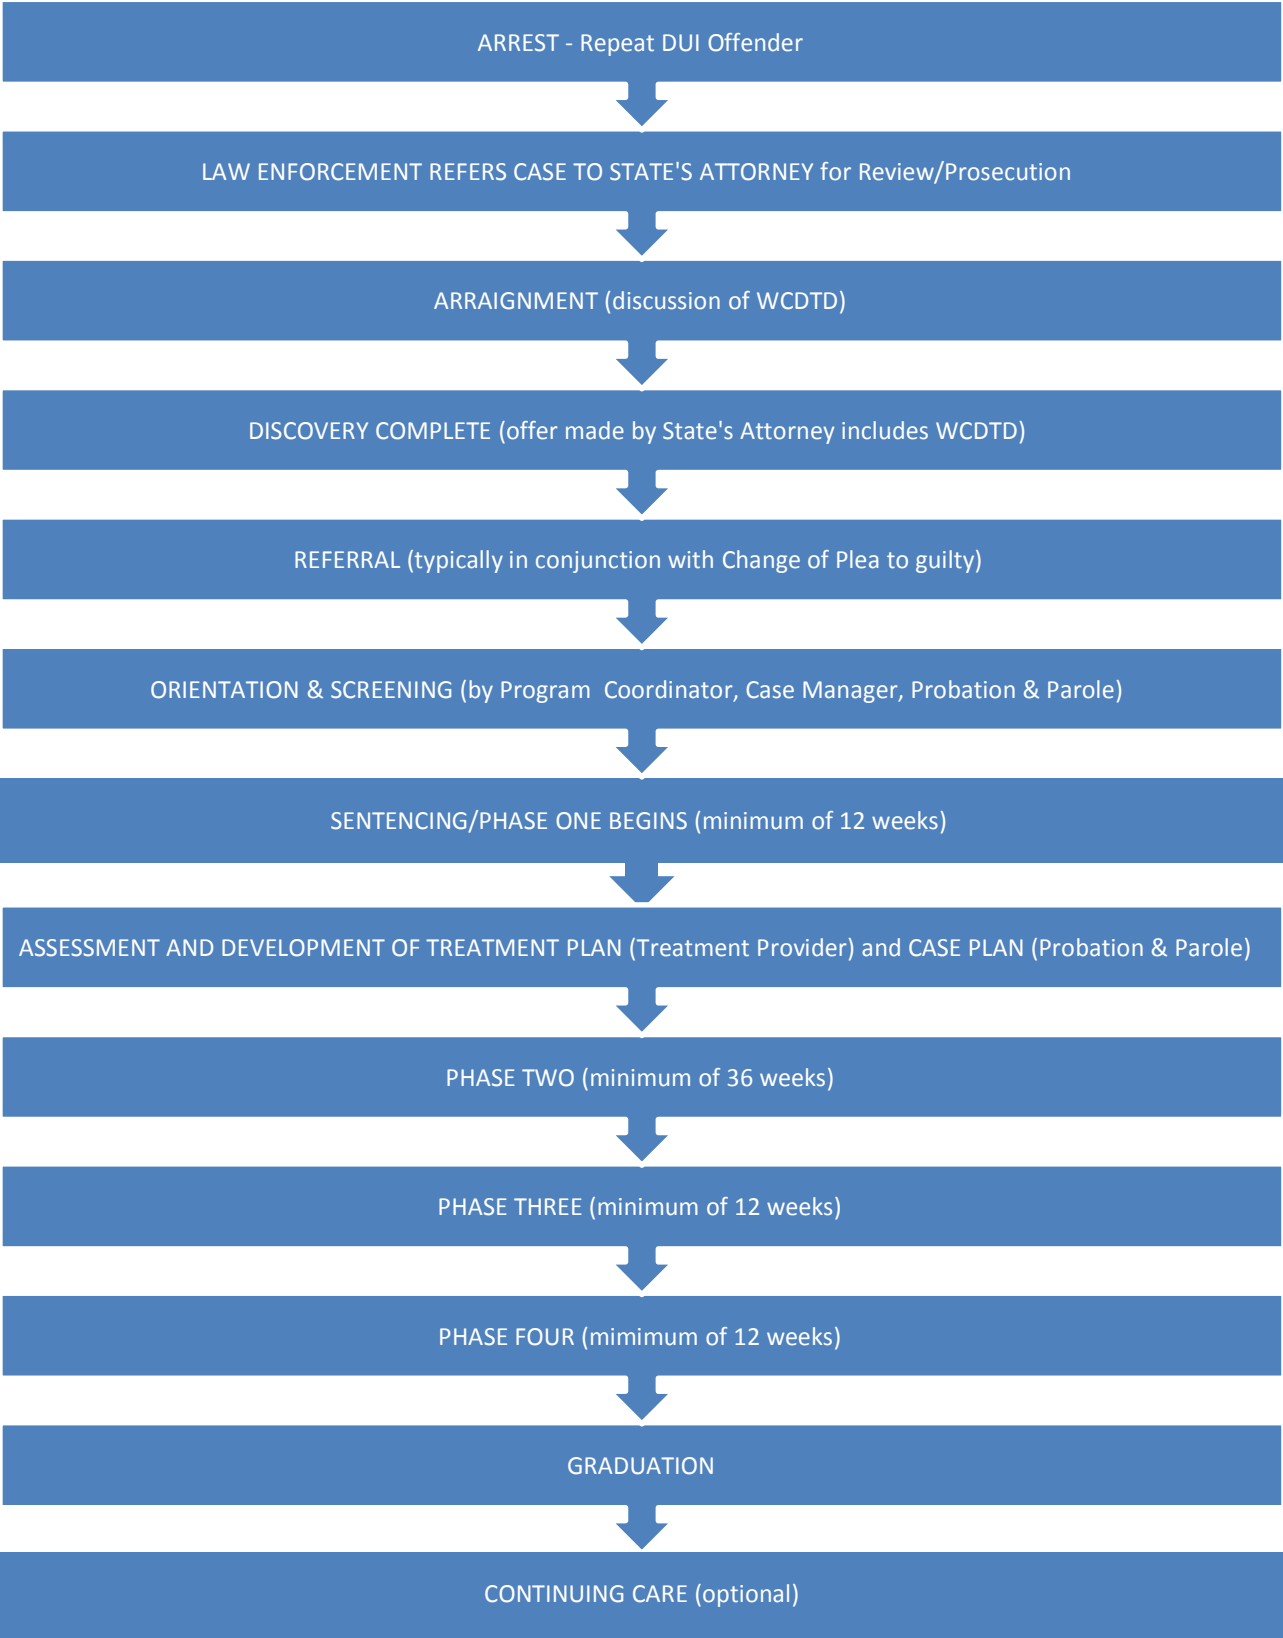 ARREST - Repeat DUI Offender
LAW ENFORCEMENT REFERS CASE TO STATE'S ATTORNEY for Review/Prosecution
ARRAIGNMENT (discussion of WCDTD)
DISCOVERY COMPLETE (offer made by State's Attorney includes WCDTD)
REFERRAL (typically in conjunction with Change of Plea to guilty)
ORIENTATION & SCREENING (by Program  Coordinator, Case Manager, Probation & Parole)
SENTENCING/PHASE ONE BEGINS (minimum of 12 weeks)
ASSESSMENT AND DEVELOPMENT OF TREATMENT PLAN (Treatment Provider) and CASE PLAN (Probation & Parole)
PHASE TWO (minimum of 36 weeks)
PHASE THREE (minimum of 12 weeks)
PHASE FOUR (mimimum of 12 weeks)
GRADUATION
CONTINUING CARE (optional)